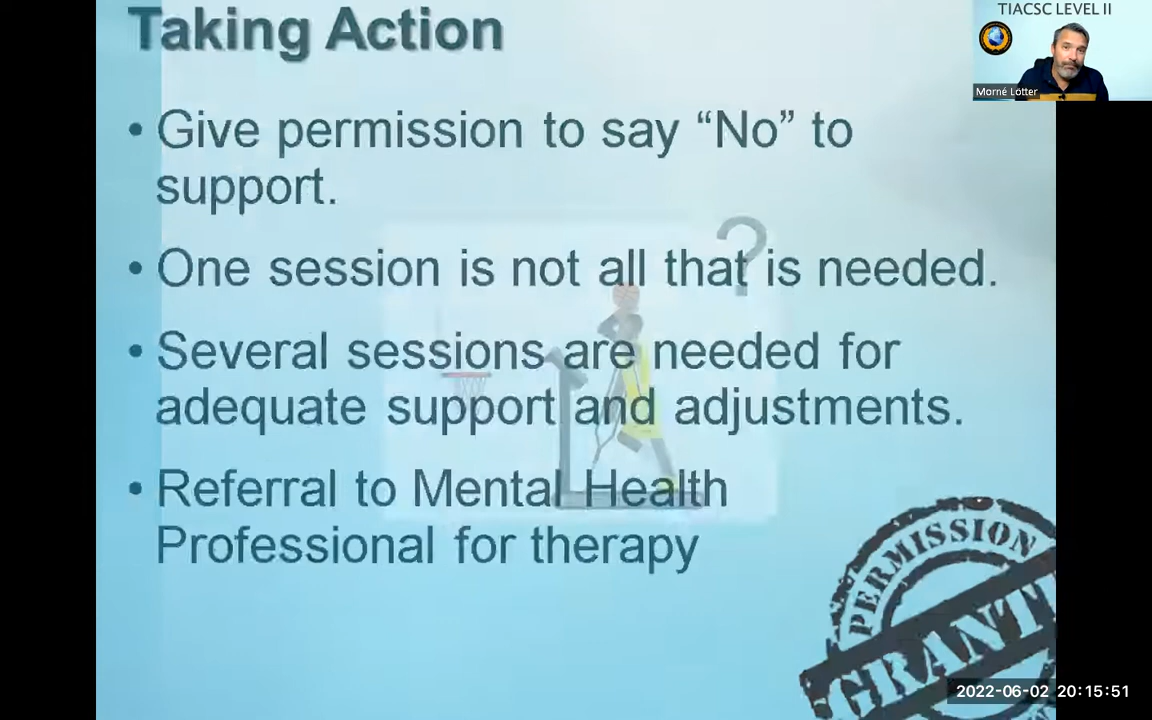 TIACSC LEVEL II
Taking Action
Morné Lotter
• Give permission to say “No” to
support.
• One session is not all that is needed.
?
• Several sessions are needed for
adequate support and adjustments.
• Referral to Mental Health
Professional for therapy
PERMISSION
GRANT
2022-06-02 20:15:51